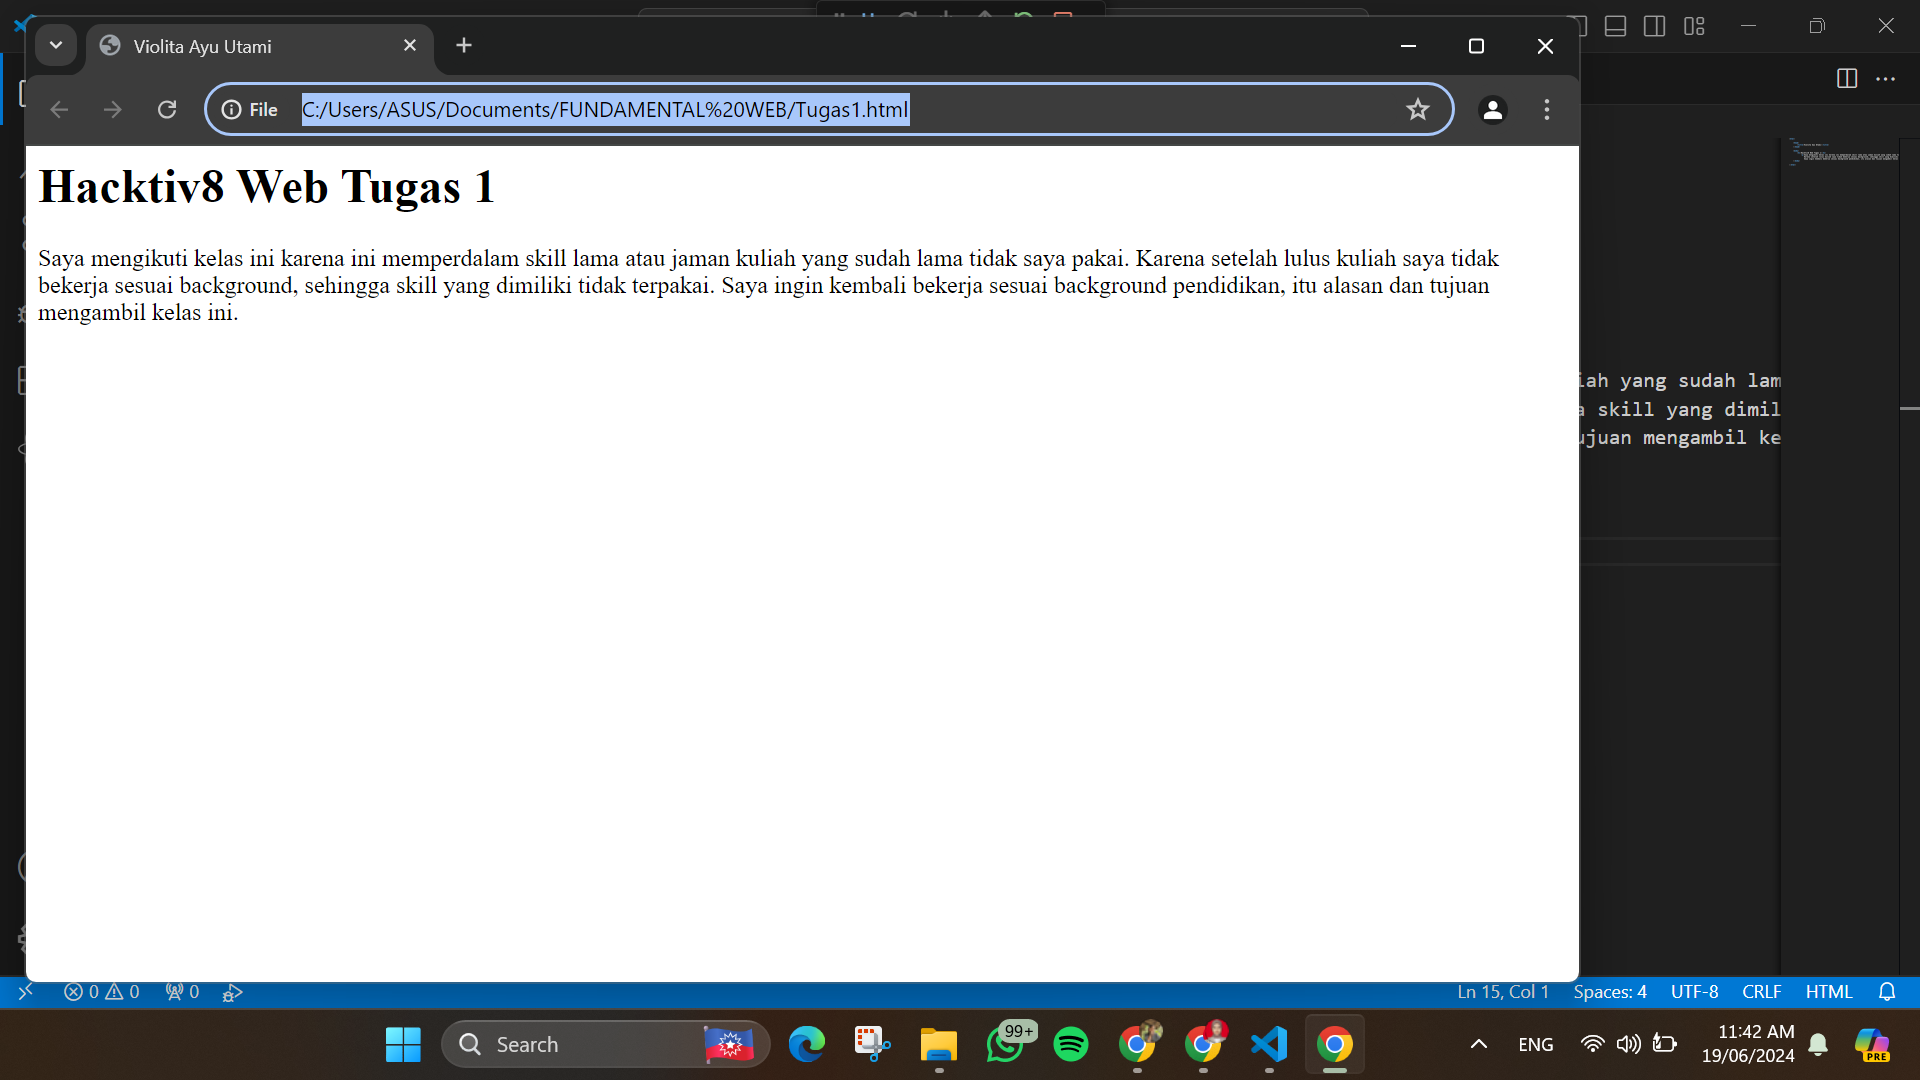 Violita Ayu Utami
File C:/Users/ASUS/Documents/FUNDAMENTAL%20WEB/Tugas1.html
Hacktiv8 Web Tugas 1
Saya mengikuti kelas ini karena ini memperdalam skill lama atau jaman kuliah yang sudah lama tidak saya pakai. Karena setelah lulus kuliah saya tidak
bekerja sesuai background, sehingga skill yang dimiliki tidak terpakai. Saya ingin kembali bekerja sesuai background pendidikan, itu alasan dan tujuan
mengambil kelas ini.
iah yang sudah lam
a skill yang dimil
ujuan mengambil ke
0 0 0 Ln 15, Col 1 Spaces: 4 UTF-8 CRLF HTML
Search 99+ ENG 11:42 AM
19/06/2024 PRE